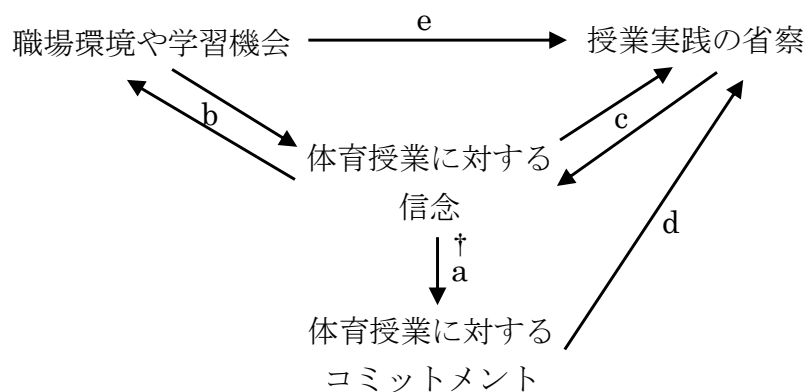 e
職場環境や学習機会
授業実践の省察
b
c
体育授業に対する
信念
d
†
a
体育授業に対する
コミットメント